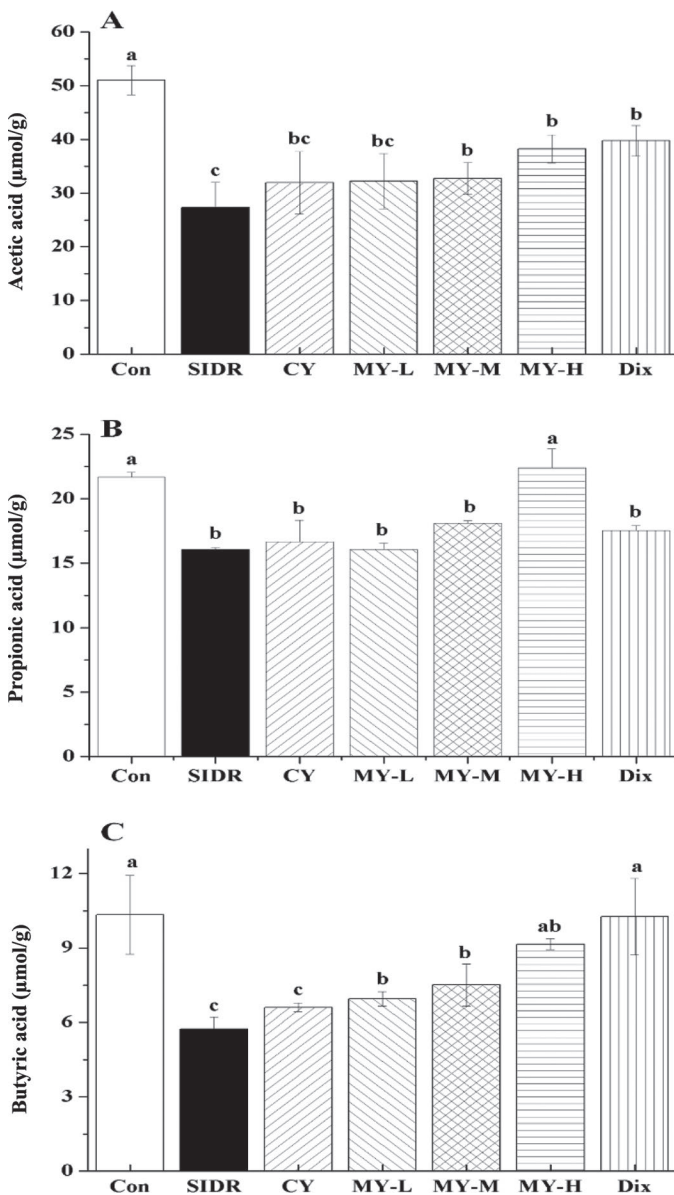 A
Acetic acid (μmol/g)
60
50
40
30
20
10
0
a
c
bc
bc
b
b
b
Con SIDR CY MY-L MY-M MY-H Dix
B
Propionic acid (μmol/g)
25
20
15
10
5
0
a
b
b
b
b
a
b
Con SIDR CY MY-L MY-M MY-H Dix
C
Butyric acid (μmol/g)
12
9
6
3
0
a
c
c
b
b
ab
a
Con SIDR CY MY-L MY-M MY-H Dix